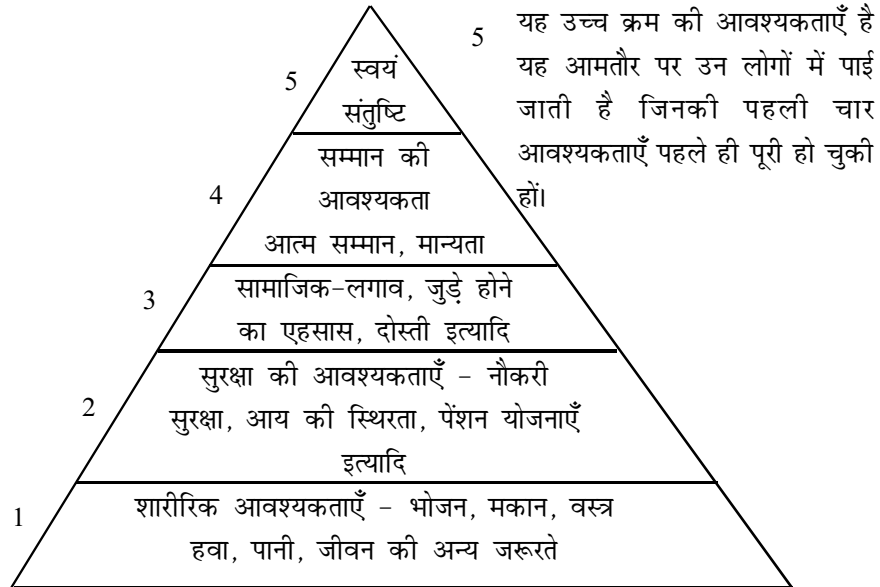 5
स्वयं
संतुष्टि
5
यह उच्च क्रम की आवश्यकताएँ है
यह आमतौर पर उन लोगों में पाई
जाती है जिनकी पहली चार
आवश्यकताएँ पहले ही पूरी हो चुकी
हों।
4
सम्मान की
आवश्यकता
आत्म सम्मान, मान्यता
3
सामाजिक-लगाव, जुड़े होने
का एहसास, दोस्ती इत्यादि
2
सुरक्षा की आवश्यकताएँ - नौकरी
सुरक्षा, आय की स्थिरता, पेंशन योजनाएँ
इत्यादि
1
शारीरिक आवश्यकताएँ - भोजन, मकान, वस्त्र
हवा, पानी, जीवन की अन्य जरूरते